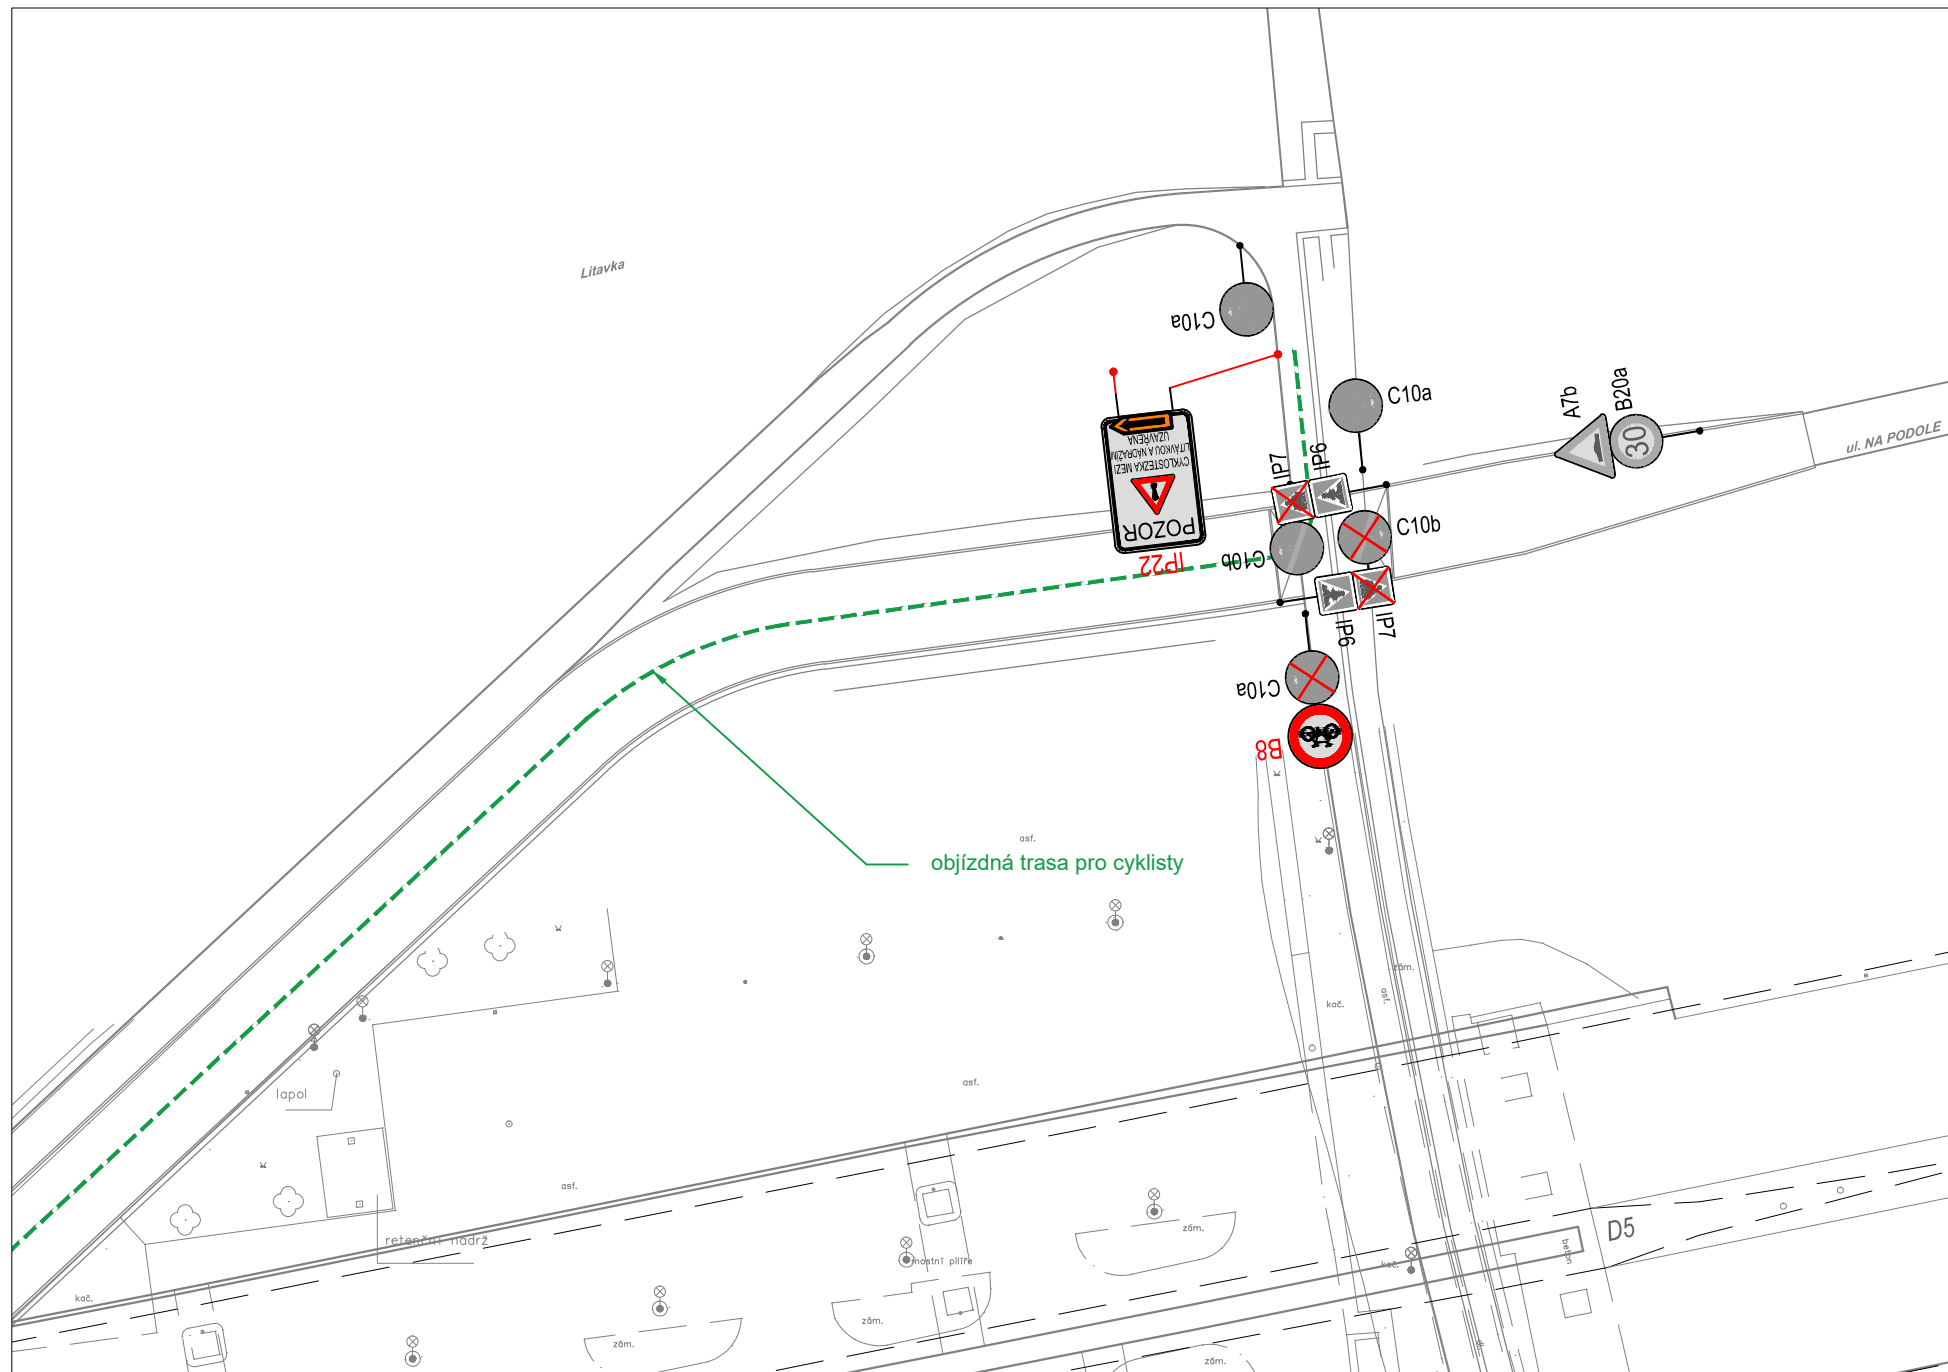 Litavka
C10a
C10a
A7b
B20a
30
ul. NA PODOLE
IP7
IP6
POZOR
CYKLOSTEZKA MEZI
LITAVKOU A NÁDRAŽÍM
UZAVŘENA
IP22
C10b
C10b
IP6
IP7
C10a
B8
asf.
objízdná trasa pro cyklisty
zám.
asf.
kač.
lapol
asf.
asf.
retenční nádrž
zám.
D5
beton
mostní pilíře
kač.
kač.
zám.
zám.
zám.